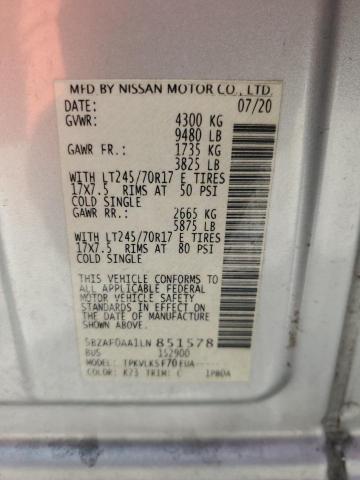 MFD BY NISSAN MOTOR CO., LTD.
DATE: 07/20
GVWR: 4300 KG
9480 LB
GAWR FR.: 1735 KG
3825 LB
WITH LT245/70R17 E TIRES
17X7.5 RIMS AT 50 PSI
COLD SINGLE
GAWR RR: 2665 KG
5875 LB
WITH LT245/70R17 E TIRES
17X7.5 RIMS AT 80 PSI
COLD SINGLE
THIS VEHICLE CONFORMS TO
ALL APPLICABLE FEDERAL
MOTOR VEHICLE SAFETY
STANDARDS IN EFFECT ON THE
DATE OF MANUFACTURE
SHOWN ABOVE.
5BZAF0AA1LN 851578
BUS 152900
MODEL: TPKVLK5F70EUA
COLOR: K23 TRIM: C 1PBDA